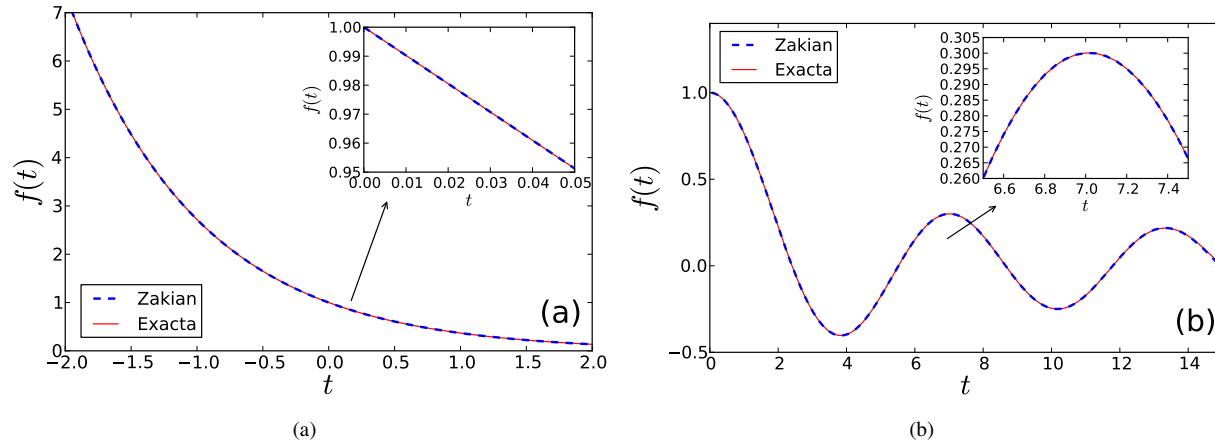 7
6
5
4
3
2
1
0
−2.0 −1.5 −1.0 −0.5 0.0 0.5 1.0 1.5 2.0
t
f(t)
1.00
0.99
0.98
0.97
0.96
0.95
0.00 0.01 0.02 0.03 0.04 0.05
t
f(t)
Zakian
Exacta
(a)
(a)
Zakian
Exacta
1.0
0.5
0.0
−0.5
0 2 4 6 8 10 12 14
t
f(t)
0.305
0.300
0.295
0.290
0.285
0.280
0.275
0.270
0.265
0.260
6.6 6.8 7.0 7.2 7.4
t
f(t)
(b)
(b)